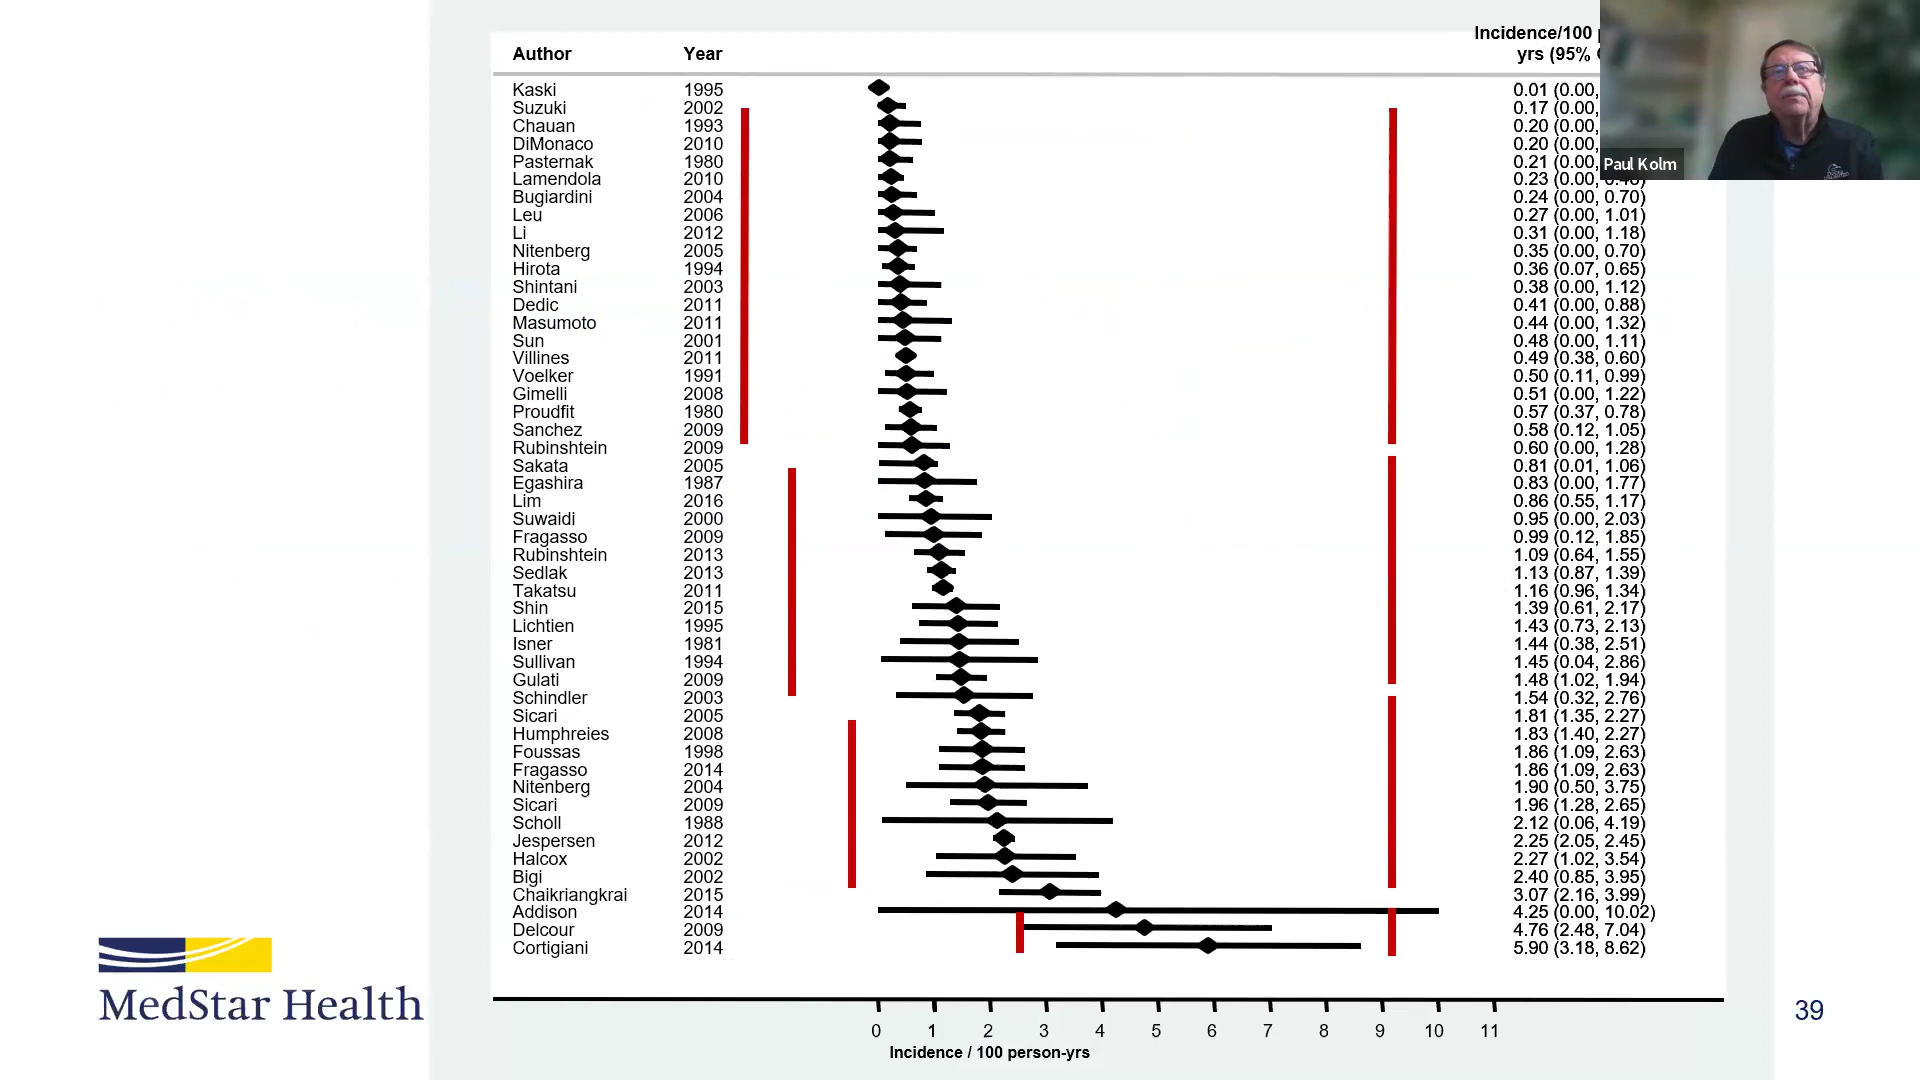 Author Year Incidence/100
yrs (95%
Kaski 1995 0.01 (0.00,
Suzuki 2002 0.17 (0.00,
Chauan 1993 0.20 (0.00,
DiMonaco 2010 0.20 (0.00,
Pasternak 1980 0.21 (0.00,
Lamendola 2010 0.23 (0.00,
Bugiardini 2004 0.24 (0.00, 0.70)
Leu 2006 0.27 (0.00, 1.01)
Li 2012 0.31 (0.00, 1.18)
Nitenberg 2005 0.35 (0.00, 0.70)
Hirota 1994 0.36 (0.07, 0.65)
Shintani 2003 0.38 (0.00, 1.12)
Dedic 2011 0.41 (0.00, 0.88)
Masumoto 2011 0.44 (0.00, 1.32)
Sun 2001 0.48 (0.00, 1.11)
Villines 2011 0.49 (0.38, 0.60)
Voelker 1991 0.50 (0.11, 0.99)
Gimelli 2008 0.51 (0.00, 1.22)
Proudfit 1980 0.57 (0.37, 0.78)
Sanchez 2009 0.58 (0.12, 1.05)
Rubinshtein 2009 0.60 (0.00, 1.28)
Sakata 2005 0.81 (0.01, 1.06)
Egashira 1987 0.83 (0.00, 1.77)
Lim 2016 0.86 (0.55, 1.17)
Suwaidi 2000 0.95 (0.00, 2.03)
Fragasso 2009 0.99 (0.12, 1.85)
Rubinshtein 2013 1.09 (0.64, 1.55)
Sedlak 2013 1.13 (0.87, 1.39)
Takatsu 2011 1.16 (0.96, 1.34)
Shin 2015 1.39 (0.61, 2.17)
Lichtien 1995 1.43 (0.73, 2.13)
Isner 1981 1.44 (0.38, 2.51)
Sullivan 1994 1.45 (0.04, 2.86)
Gulati 2009 1.48 (1.02, 1.94)
Schindler 2003 1.54 (0.32, 2.76)
Sicari 2005 1.81 (1.35, 2.27)
Humphreies 2008 1.83 (1.40, 2.27)
Foussas 1998 1.86 (1.09, 2.63)
Fragasso 2014 1.86 (1.09, 2.63)
Nitenberg 2004 1.90 (0.50, 3.75)
Sicari 2009 1.96 (1.28, 2.65)
Scholl 1988 2.12 (0.06, 4.19)
Jespersen 2012 2.25 (2.05, 2.45)
Halcox 2002 2.27 (1.02, 3.54)
Bigi 2002 2.40 (0.85, 3.95)
Chaikriangkrai 2015 3.07 (2.16, 3.99)
Addison 2014 4.25 (0.00, 10.02)
Delcour 2009 4.76 (2.48, 7.04)
Cortigiani 2014 5.90 (3.18, 8.62)
0 1 2 3 4 5 6 7 8 9 10 11
Incidence / 100 person-yrs
MedStar Health
39
Paul Kolm